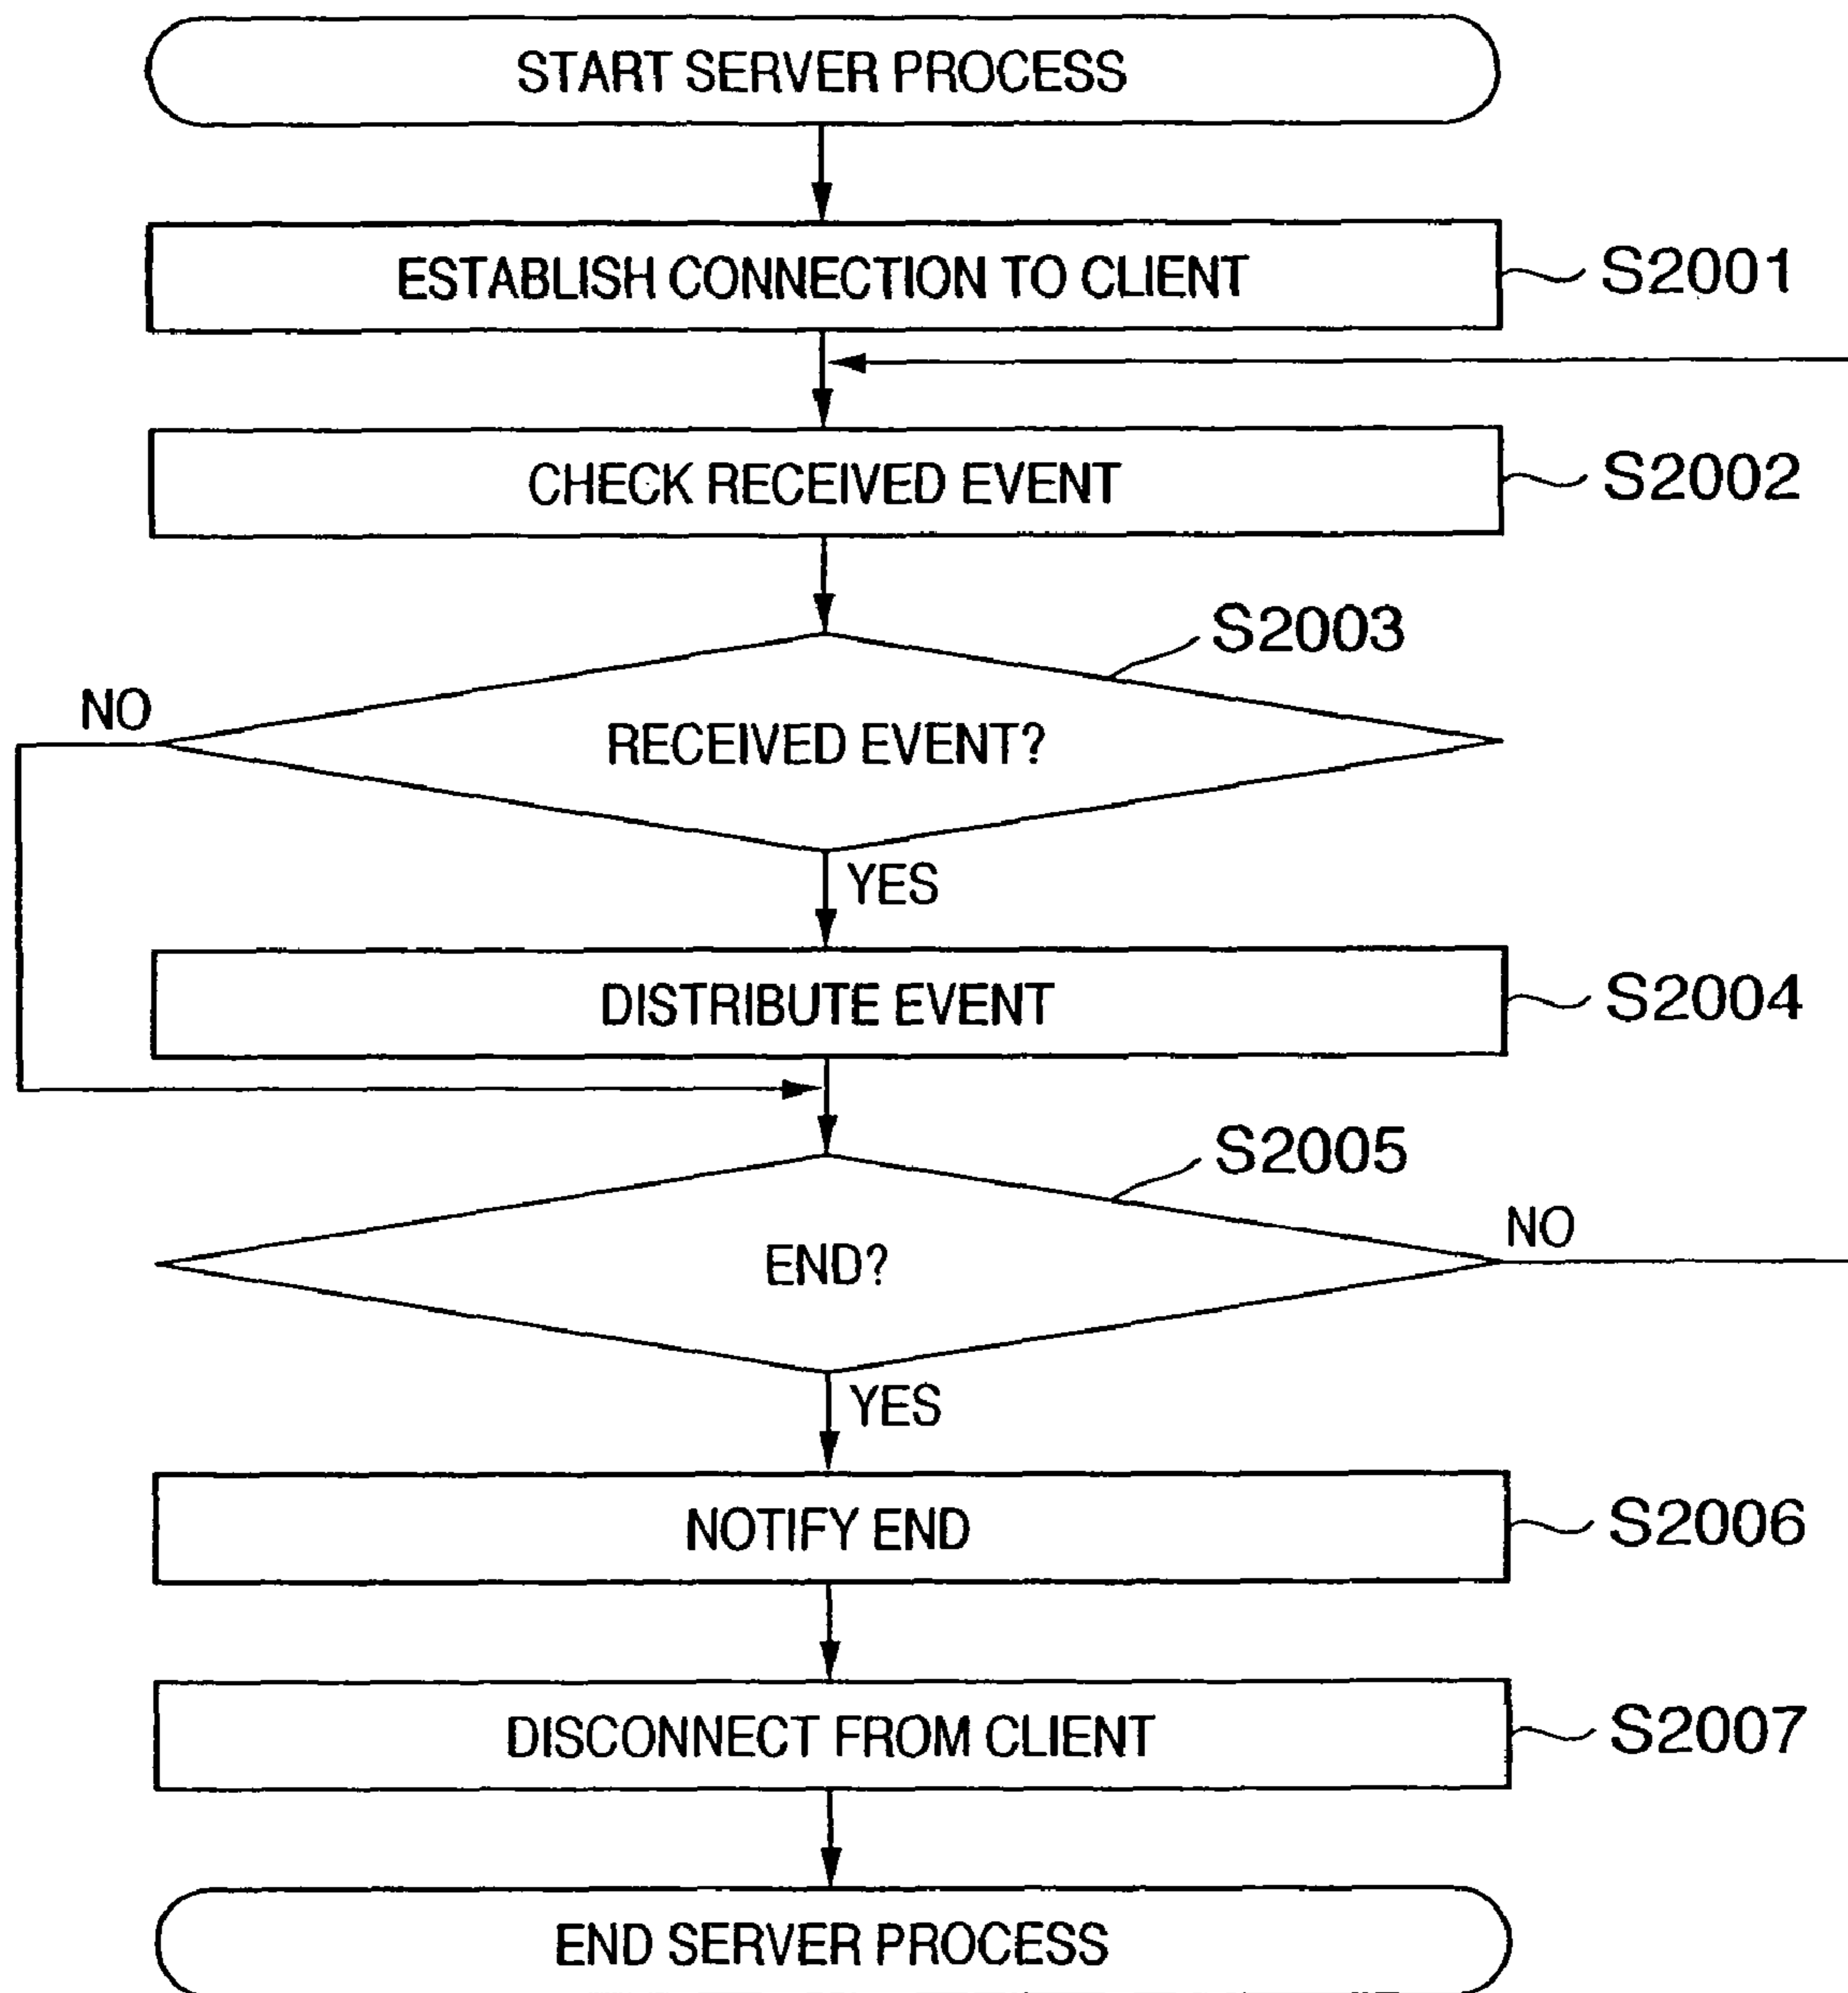 START SERVER PROCESS
ESTABLISH CONNECTION TO CLIENT
S2001
CHECK RECEIVED EVENT
S2002
S2003
NO
RECEIVED EVENT?
YES
DISTRIBUTE EVENT
S2004
S2005
NO
END?
YES
NOTIFY END
S2006
DISCONNECT FROM CLIENT
S2007
END SERVER PROCESS